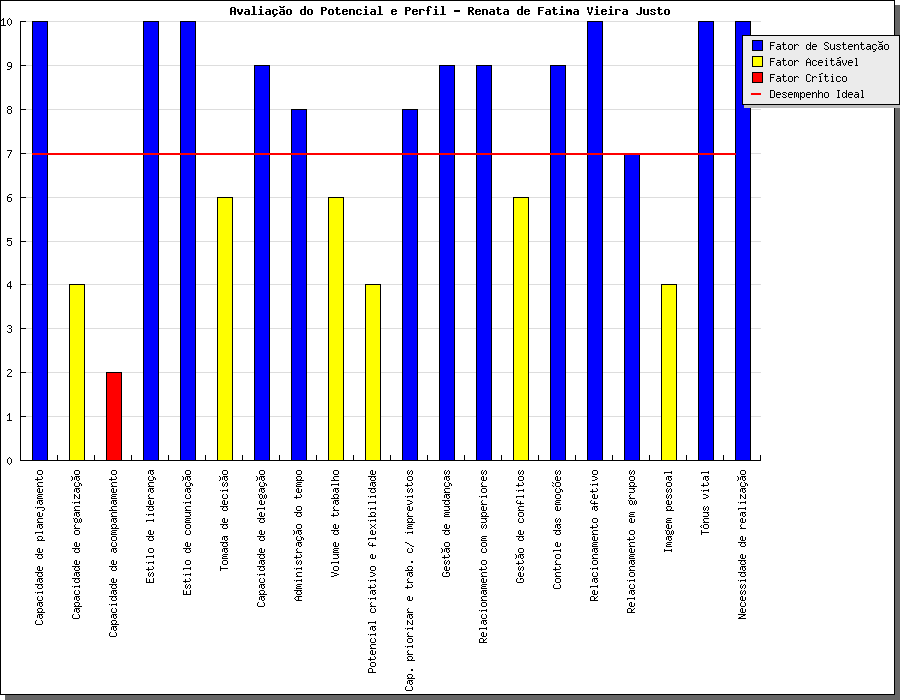 Avaliação do Potencial e Perfil - Renata de Fatima Vieira Justo
Fator de Sustentação
Fator Aceitável
Fator Crítico
Desempenho Ideal
10
9
8
7
6
5
4
3
2
1
0
Capacidade de planejamento
Capacidade de organização
Capacidade de acompanhamento
Estilo de liderança
Estilo de comunicação
Tomada de decisão
Capacidade de delegação
Administração do tempo
Volume de trabalho
Potencial criativo e flexibilidade
Cap. priorizar e trab. c/ imprevistos
Gestão de mudanças
Relacionamento com superiores
Gestão de conflitos
Controle das emoções
Relacionamento afetivo
Relacionamento em grupos
Imagem pessoal
Tônus vital
Necessidade de realização